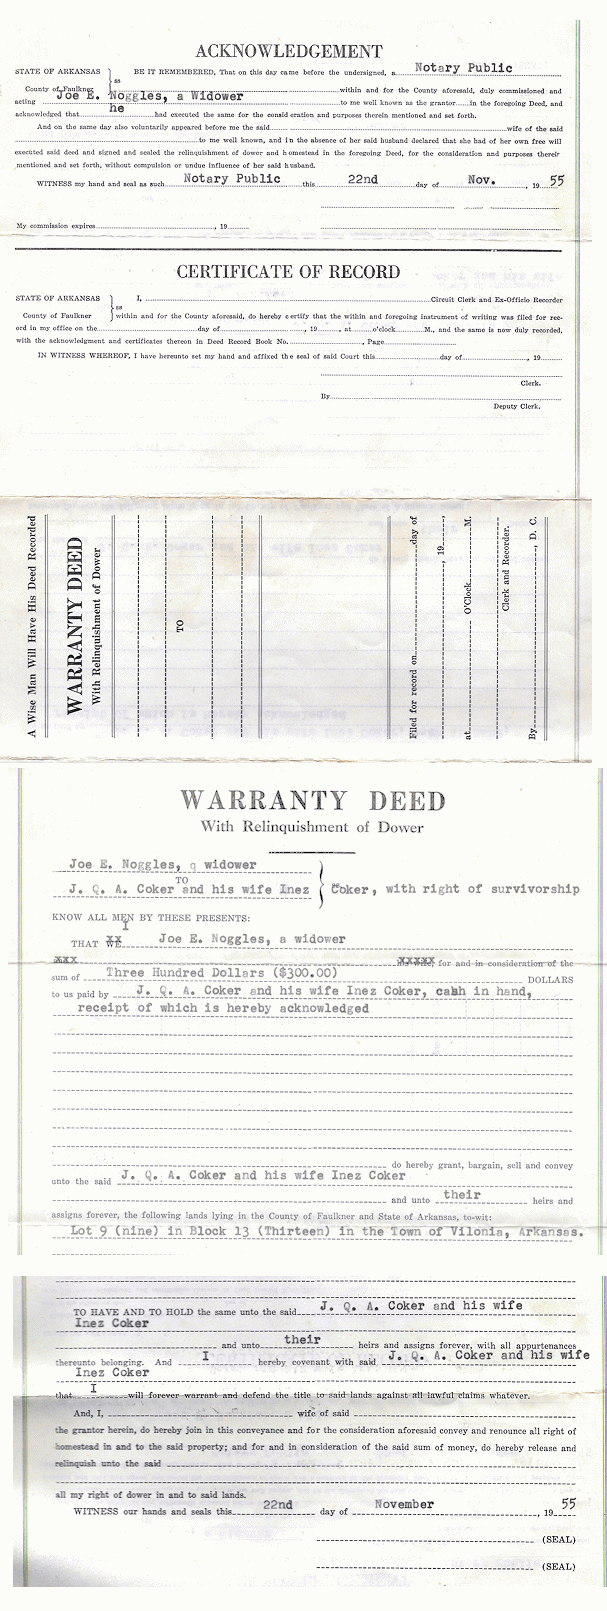 ACKNOWLEDGEMENT
STATE OF ARKANSAS
ss
County of Faulkner
BE IT REMEMBERED, That on this day came before the undersigned, a Notary Public
within and for the County aforesaid, duly commissioned and
acting Joe E. Noggles, a Widower to me well known as the grantor in the foregoing Deed, and
acknowledged that he had executed the same for the consideration and purposes therein mentioned and set forth.
And on the same day also voluntarily appeared before me the said wife of the said
to me well known, and in the absence of her said husband declared that she had of her own free will
executed said deed and signed and sealed the relinquishment of dower and homestead in the foregoing Deed, for the consideration and purposes therein
mentioned and set forth, without compulsion or undue influence of her said husband.
WITNESS my hand and seal as such Notary Public this 22nd day of Nov. , 19 55
My commission expires , 19
CERTIFICATE OF RECORD
STATE OF ARKANSAS
ss
County of Faulkner
I, Circuit Clerk and Ex-Officio Recorder
within and for the County aforesaid, do hereby certify that the within and foregoing instrument of writing was filed for rec-
ord in my office on the day of , 19 , at o'clock M., and the same is now duly recorded,
with the acknowledgment and certificates thereon in Deed Record Book No. , Page
IN WITNESS WHEREOF, I have hereunto set my hand and affixed the seal of said Court this day of , 19
Clerk.
By
Deputy Clerk.
A Wise Man Will Have His Deed Recorded
WARRANTY DEED
With Relinquishment of Dower
TO
Filed for record on day of
, 19
at O'Clock M.
Clerk and Recorder.
By , D. C.
WARRANTY DEED
With Relinquishment of Dower
Joe E. Noggles, a widower
TO
J. Q. A. Coker and his wife Inez Coker, with right of survivorship
KNOW ALL MEN BY THESE PRESENTS:
I
THAT WE Joe E. Noggles, a widower
xxx his wife, for and in consideration of the
sum of Three Hundred Dollars ($300.00) DOLLARS
to us paid by J. Q. A. Coker and his wife Inez Coker, cash in hand,
receipt of which is hereby acknowledged
do hereby grant, bargain, sell and convey
unto the said J. Q. A. Coker and his wife Inez Coker
and unto their heirs and
assigns forever, the following lands lying in the County of Faulkner and State of Arkansas, to-wit:
Lot 9 (nine) in Block 13 (Thirteen) in the Town of Vilonia, Arkansas.
TO HAVE AND TO HOLD the same unto the said J. Q. A. Coker and his wife
Inez Coker
and unto their heirs and assigns forever, with all appurtenances
thereunto belonging. And I hereby covenant with said J. Q. A. Coker and his wife
Inez Coker
that I will forever warrant and defend the title to said lands against all lawful claims whatever.
And, I, wife of said
the grantor herein, do hereby join in this conveyance and for the consideration aforesaid convey and renounce all right of
homestead in and to the said property; and for and in consideration of the said sum of money, do hereby release and
relinquish unto the said
all my right of dower in and to said lands.
WITNESS our hands and seals this 22nd day of November , 19 55
(SEAL)
(SEAL)